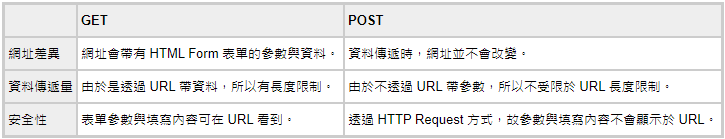 GET POST
網址差異 網址會帶有 HTML Form 表單的參數與資料。 資料傳遞時，網址並不會改變。
資料傳遞量 由於是透過 URL 帶資料，所以有長度限制。 由於不透過 URL 帶參數，所以不受限於 URL 長度限制。
安全性 表單參數與填寫內容可在 URL 看到。 透過 HTTP Request 方式，故參數與填寫內容不會顯示於 URL。